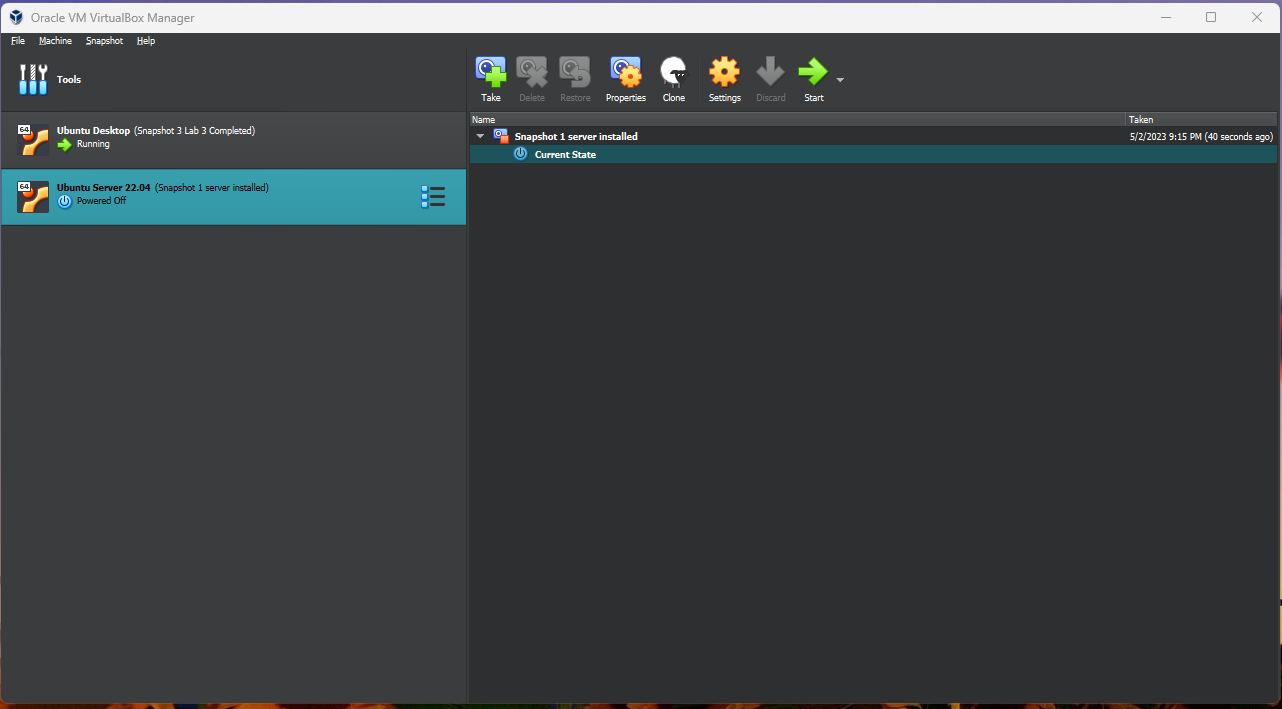 Oracle VM VirtualBox Manager
File Machine Snapshot Help
Tools
Take Delete Restore Properties Clone Settings Discard Start
64
Ubuntu Desktop (Snapshot 3 Lab 3 Completed)
Running
64
Ubuntu Server 22.04 (Snapshot 1 server installed)
Powered Off
Name Taken
Snapshot 1 server installed 5/2/2023 9:15 PM (40 seconds ago)
Current State